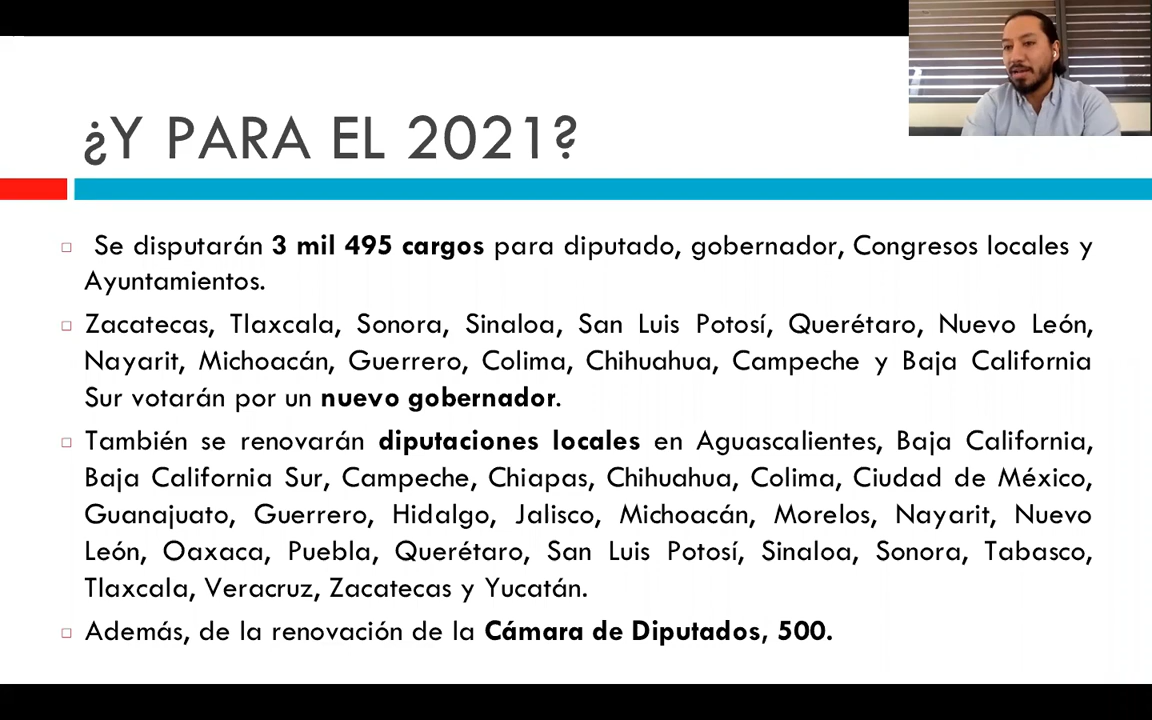 ¿Y PARA EL 2021?
Se disputarán 3 mil 495 cargos para diputado, gobernador, Congresos locales y
Ayuntamientos.
Zacatecas, Tlaxcala, Sonora, Sinaloa, San Luis Potosí, Querétaro, Nuevo León,
Nayarit, Michoacán, Guerrero, Colima, Chihuahua, Campeche y Baja California
Sur votarán por un nuevo gobernador.
También se renovarán diputaciones locales en Aguascalientes, Baja California,
Baja California Sur, Campeche, Chiapas, Chihuahua, Colima, Ciudad de México,
Guanajuato, Guerrero, Hidalgo, Jalisco, Michoacán, Morelos, Nayarit, Nuevo
León, Oaxaca, Puebla, Querétaro, San Luis Potosí, Sinaloa, Sonora, Tabasco,
Tlaxcala, Veracruz, Zacatecas y Yucatán.
Además, de la renovación de la Cámara de Diputados, 500.